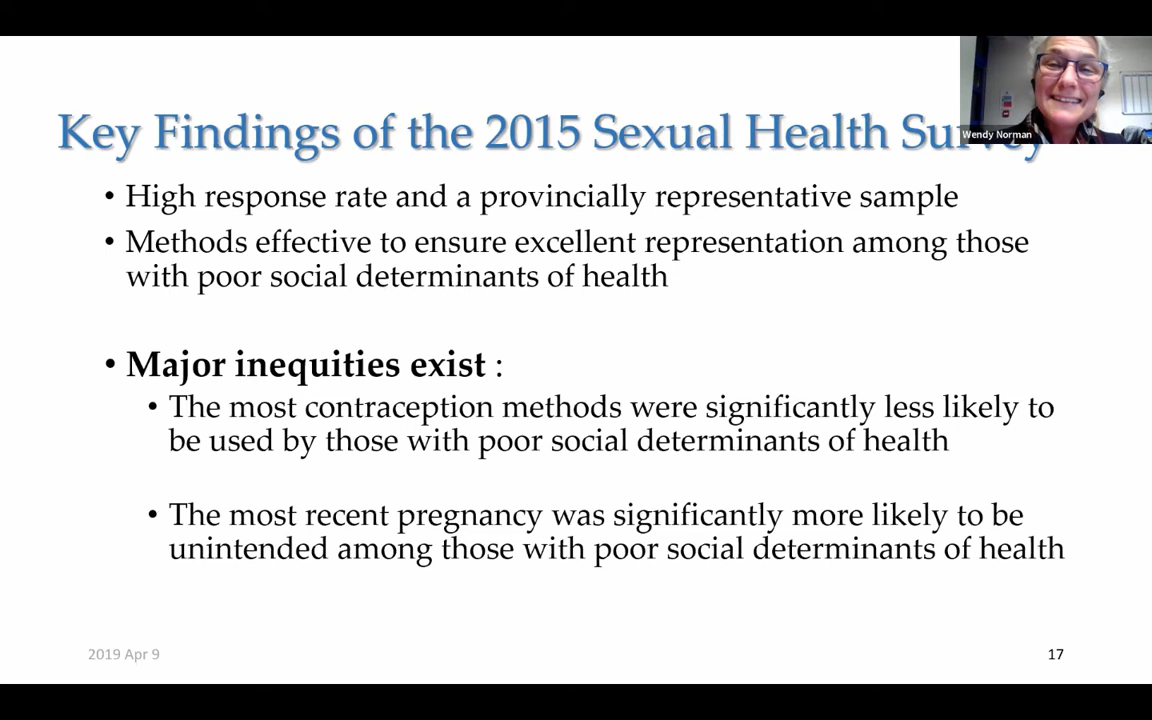 Key Findings of the 2015 Sexual Health Survey
Wendy Norman
• High response rate and a provincially representative sample
• Methods effective to ensure excellent representation among those
with poor social determinants of health
• Major inequities exist :
• The most contraception methods were significantly less likely to
be used by those with poor social determinants of health
• The most recent pregnancy was significantly more likely to be
unintended among those with poor social determinants of health
2019 Apr 9
17